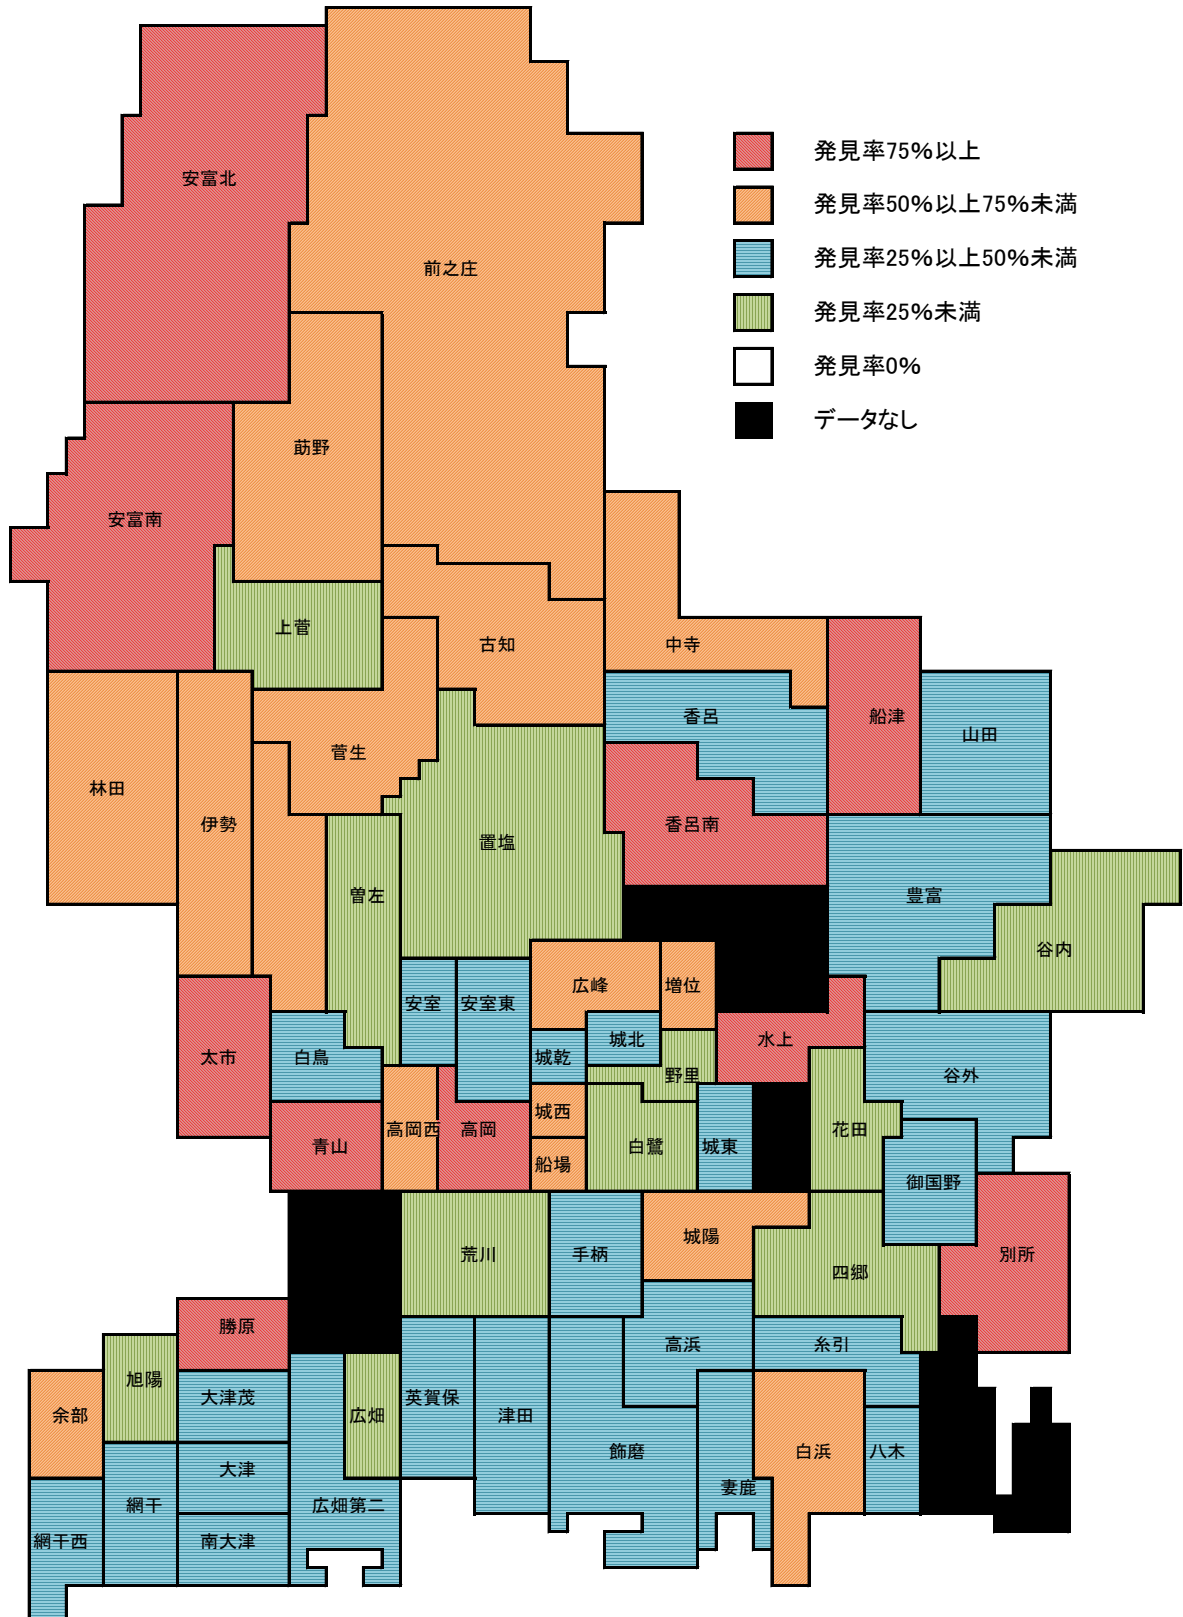 発見率75%以上
発見率50%以上75%未満
発見率25%以上50%未満
発見率25%未満
発見率0%
データなし
安富北
前之庄
莇野
安富南
上菅
古知
中寺
香呂
船津
山田
菅生
林田
伊勢
香呂南
置塩
曽左
豊富
谷内
広峰
増位
安室
安室東
城北
水上
太市
白鳥
城乾
野里
谷外
城西
高岡西
高岡
花田
青山
船場
白鷺
城東
御国野
城陽
荒川
手柄
別所
四郷
勝原
高浜
糸引
旭陽
大津茂
英賀保
余部
広畑
津田
飾磨
白浜
八木
大津
妻鹿
網干
広畑第二
網干西
南大津